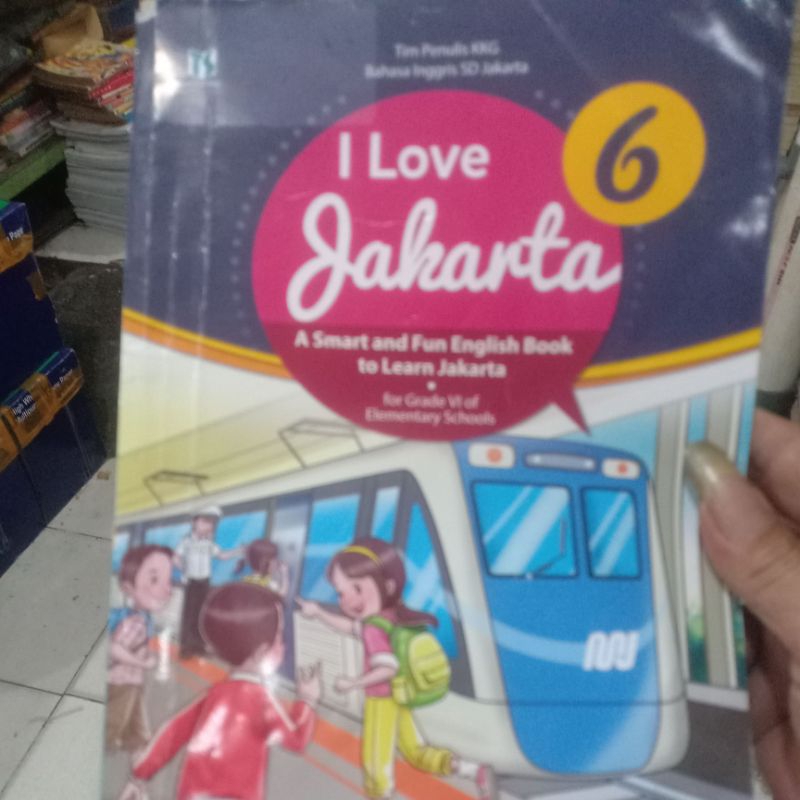 TS
Tim Penulis KKG
Bahasa Inggris SD Jakarta
6
I Love
Jakarta
A Smart and Fun English Book
to Learn Jakarta
for Grade VI of
Elementary Schools